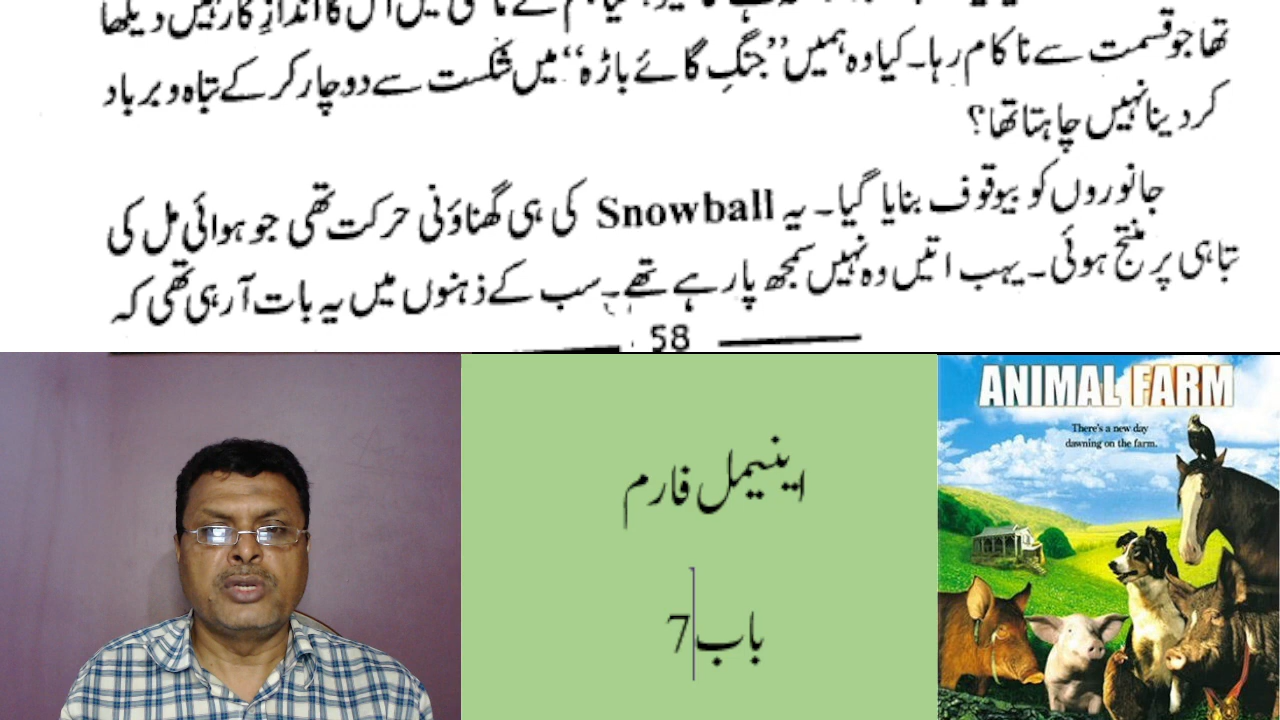 تھا جو قسمت سے ناکام رہا۔ کیا وہ ہمیں ”جنگِ گائے باڑہ“ میں شکست سے دوچار کر کے تباہ و برباد
کر دینا نہیں چاہتا تھا؟
جانوروں کو بیوقوف بنایا گیا۔ یہ Snowball کی ہی گھناؤنی حرکت تھی جو ہوائی مل کی
تباہی پر منتج ہوئی۔ یہب اتیں وہ نہیں سمجھ پا رہے تھے۔ سب کے ذہنوں میں یہ بات آ رہی تھی کہ
58
اینیمل فارم
باب 7
ANIMAL FARM
There's a new day
dawning on the farm.